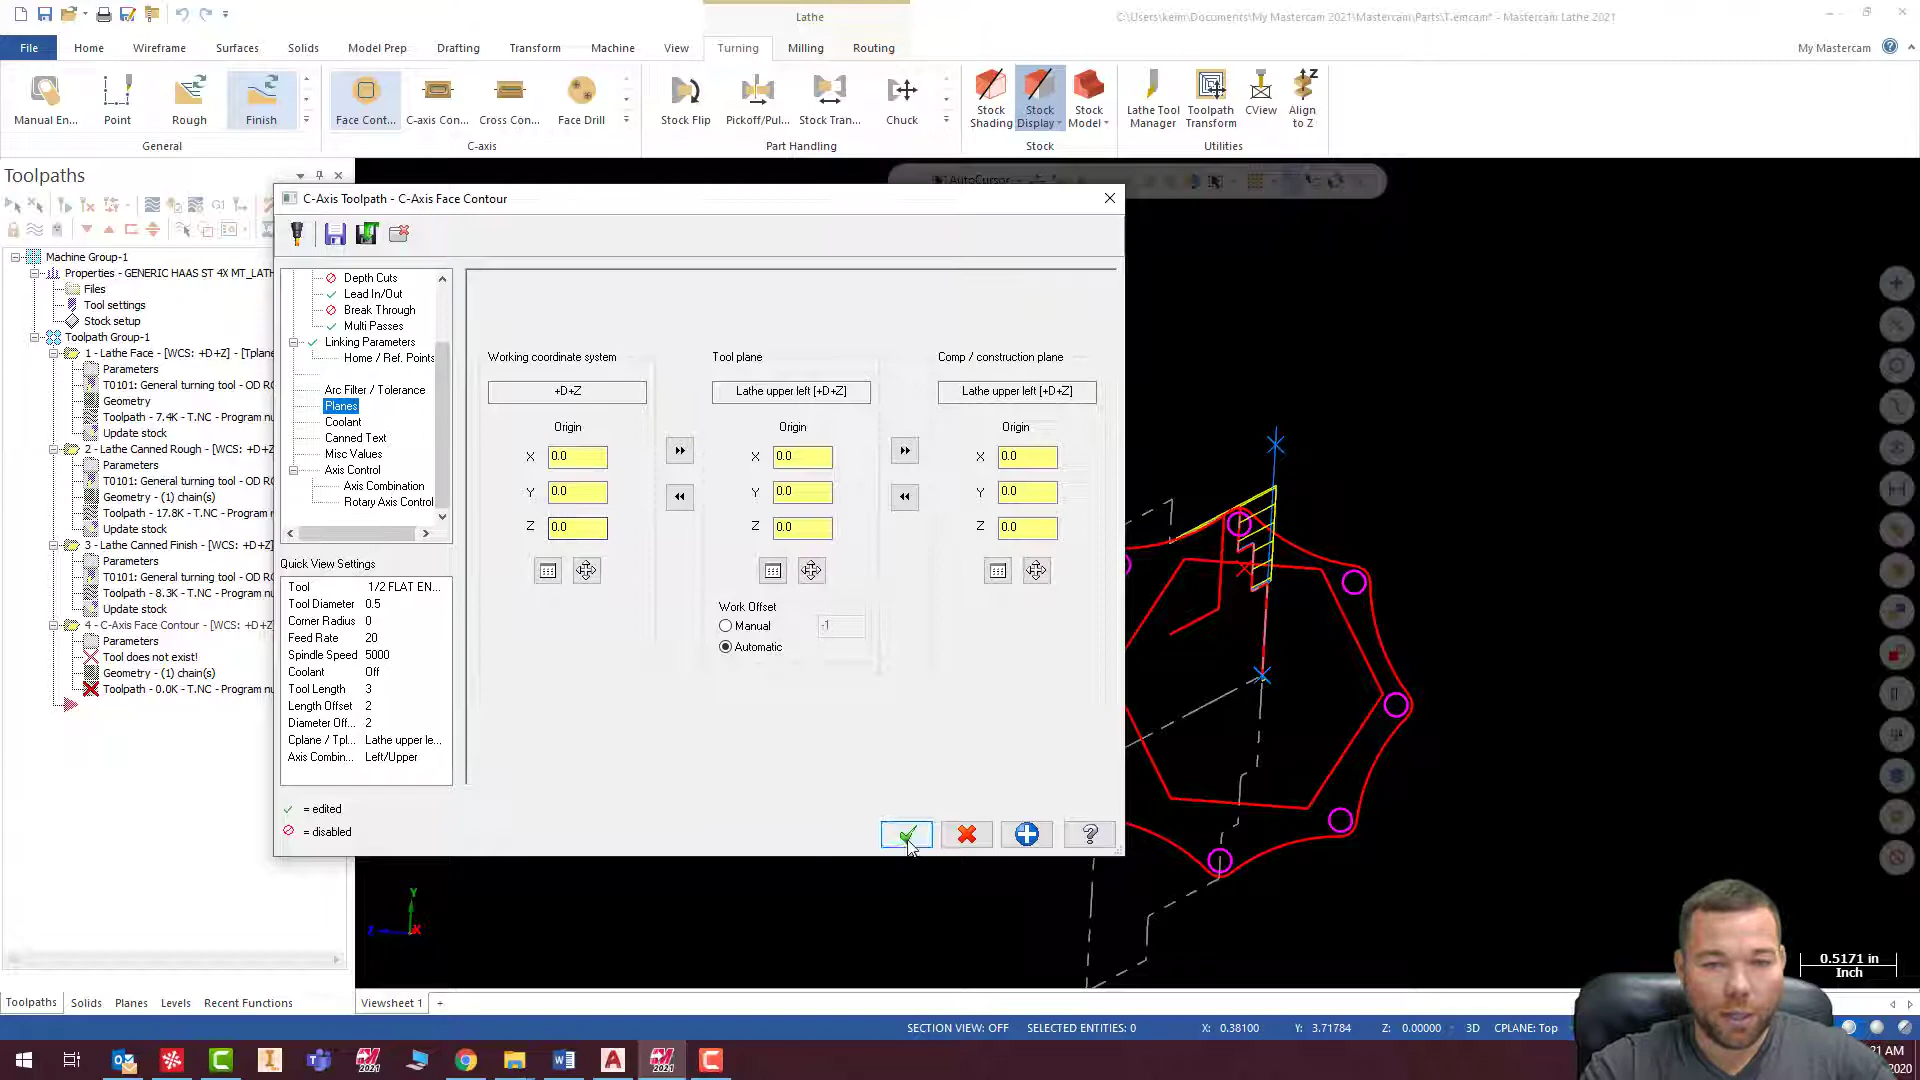 Lathe
C:\Users\keim\Documents\My Mastercam 2021\Mastercam\Parts\T.emcam* - Mastercam Lathe 2021
File
Home
Wireframe
Surfaces
Solids
Model Prep
Drafting
Transform
Machine
View
Turning
Milling
Routing
My Mastercam
Manual En...
Point
Rough
Finish
Face Cont...
C-axis Con...
Cross Con...
Face Drill
Stock Flip
Pickoff/Pul...
Stock Tran...
Chuck
Stock Shading
Stock Display
Stock Model
Lathe Tool Manager
Toolpath Transform
CView
Align to Z
General
C-axis
Part Handling
Stock
Utilities
Toolpaths
AutoCursor
Machine Group-1
Properties - GENERIC HAAS ST 4X MT_LATH
Files
Tool settings
Stock setup
Toolpath Group-1
1 - Lathe Face - [WCS: +D+Z] - [Tplane
Parameters
T0101: General turning tool - OD RO
Geometry
Toolpath - 7.4K - T.NC - Program nu
Update stock
2 - Lathe Canned Rough - [WCS: +D+Z
Parameters
T0101: General turning tool - OD RO
Geometry - (1) chain(s)
Toolpath - 17.8K - T.NC - Program
Update stock
3 - Lathe Canned Finish - [WCS: +D+Z]
Parameters
T0101: General turning tool - OD RO
Geometry - (1) chain(s)
Toolpath - 8.3K - T.NC - Program nu
Update stock
4 - C-Axis Face Contour - [WCS: +D+Z]
Parameters
Tool does not exist!
Geometry - (1) chain(s)
Toolpath - 0.0K - T.NC - Program nu
C-Axis Toolpath - C-Axis Face Contour
Depth Cuts
Lead In/Out
Break Through
Multi Passes
Linking Parameters
Home / Ref. Points
Arc Filter / Tolerance
Planes
Coolant
Canned Text
Misc Values
Axis Control
Axis Combination
Rotary Axis Control
Quick View Settings
Tool 1/2 FLAT EN...
Tool Diameter 0.5
Corner Radius 0
Feed Rate 20
Spindle Speed 5000
Coolant Off
Tool Length 3
Length Offset 2
Diameter Off... 2
Cplane / Tpl... Lathe upper le...
Axis Combin... Left/Upper
= edited
= disabled
Working coordinate system
+D+Z
Origin
X 0.0
Y 0.0
Z 0.0
Tool plane
Lathe upper left [+D+Z]
Origin
X 0.0
Y 0.0
Z 0.0
Work Offset
Manual -1
Automatic
Comp / construction plane
Lathe upper left [+D+Z]
Origin
X 0.0
Y 0.0
Z 0.0
Y
Z
X
0.5171 in
Inch
Toolpaths
Solids
Planes
Levels
Recent Functions
Viewsheet 1
+
SECTION VIEW: OFF
SELECTED ENTITIES: 0
X: 0.38100
Y: 3.71784
Z: 0.00000
3D
CPLANE: Top
21 AM
2020